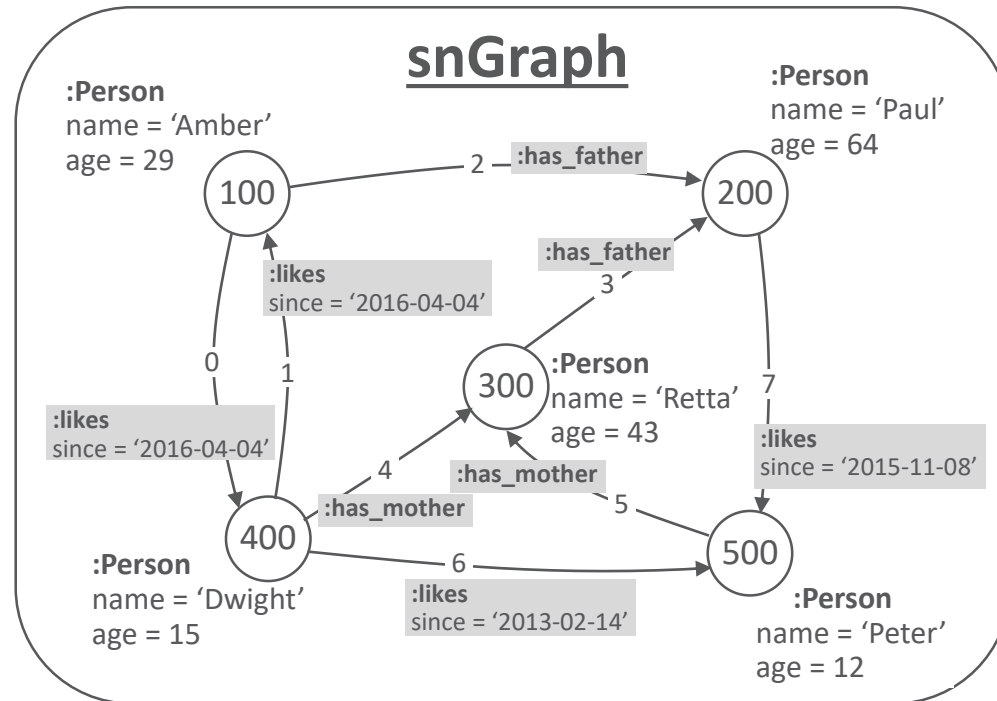 snGraph
:Person
name = ‘Amber’
age = 29
:Person
name = ‘Paul’
age = 64
100
2
:has_father
200
:has_father
3
:likes
since = ‘2016-04-04’
0
1
300
:Person
name = ‘Retta’
age = 43
7
:likes
since = ‘2016-04-04’
4
:has_mother
:has_mother
5
:likes
since = ‘2015-11-08’
400
6
500
:Person
name = ‘Dwight’
age = 15
:likes
since = ‘2013-02-14’
:Person
name = ‘Peter’
age = 12